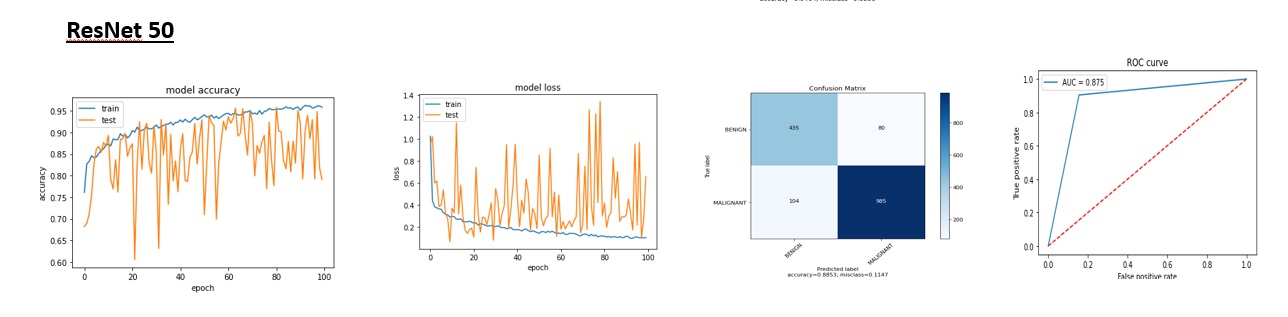 ResNet 50
model accuracy
train
test
0.95
0.90
0.85
0.80
0.75
0.70
0.65
0.60
accuracy
0 20 40 60 80 100
epoch
model loss
train
test
1.4
1.2
1.0
0.8
0.6
0.4
0.2
loss
0 20 40 60 80 100
epoch
Confusion Matrix
BENIGN
MALIGNANT
True label
435 80
104 985
BENIGN MALIGNANT
Predicted label
accuracy=0.8853; misclass=0.1147
800
600
400
200
ROC curve
AUC = 0.875
1.0
0.8
0.6
0.4
0.2
0.0
True positive rate
0.0 0.2 0.4 0.6 0.8 1.0
False positive rate